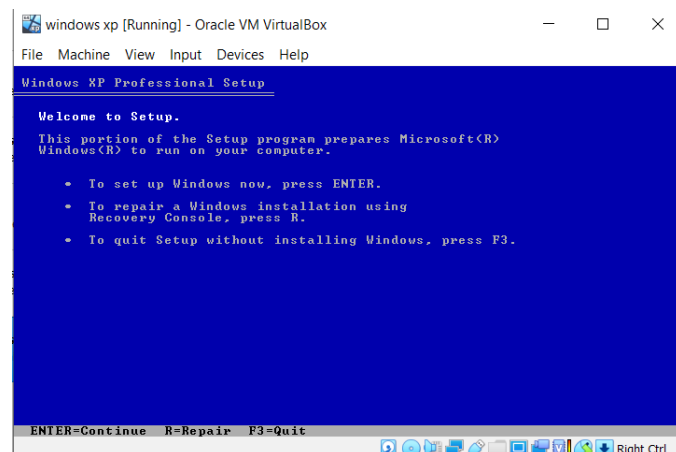 windows xp [Running] - Oracle VM VirtualBox
File Machine View Input Devices Help
Windows XP Professional Setup
Welcome to Setup.
This portion of the Setup program prepares Microsoft(R)
Windows(R) to run on your computer.
• To set up Windows now, press ENTER.
• To repair a Windows installation using
Recovery Console, press R.
• To quit Setup without installing Windows, press F3.
ENTER=Continue R=Repair F3=Quit
Right Ctrl